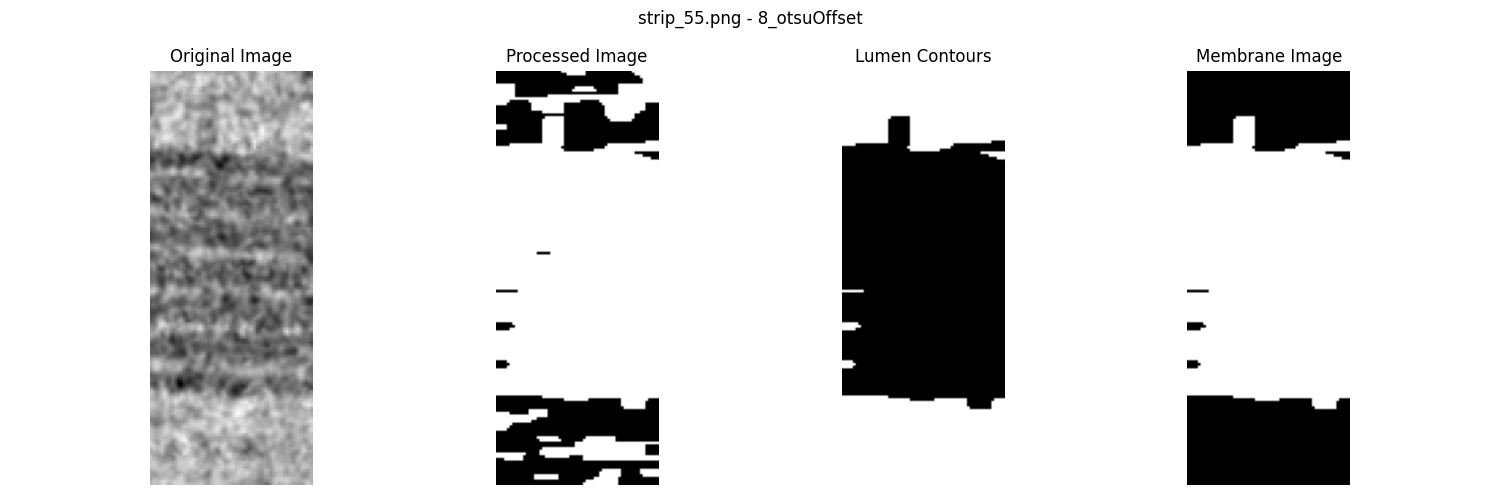 strip_55.png - 8_otsuOffset
Original Image
Processed Image
Lumen Contours
Membrane Image